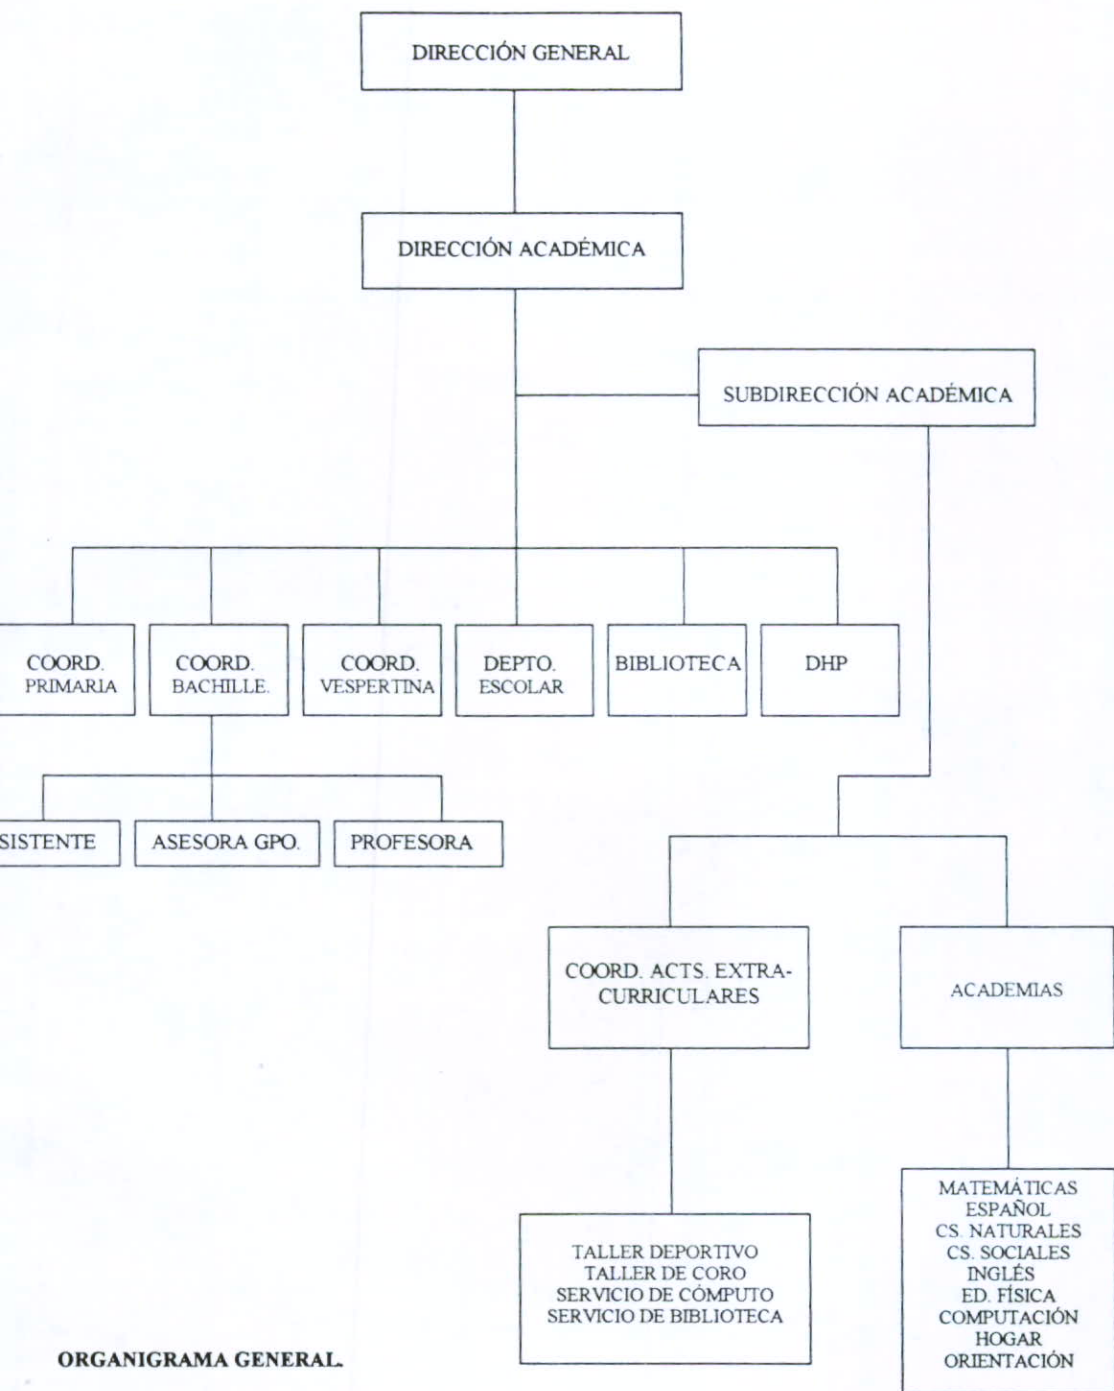 DIRECCIÓN GENERAL
DIRECCIÓN ACADÉMICA
SUBDIRECCIÓN ACADÉMICA
COORD.
PRIMARIA
COORD.
BACHILLE.
COORD.
VESPERTINA
DEPTO.
ESCOLAR
BIBLIOTECA
DHP
SISTENTE
ASESORA GPO.
PROFESORA
COORD. ACTS. EXTRA-
CURRICULARES
ACADEMIAS
TALLER DEPORTIVO
TALLER DE CORO
SERVICIO DE CÓMPUTO
SERVICIO DE BIBLIOTECA
MATEMÁTICAS
ESPAÑOL
CS. NATURALES
CS. SOCIALES
INGLÉS
ED. FÍSICA
COMPUTACIÓN
HOGAR
ORIENTACIÓN
ORGANIGRAMA GENERAL.